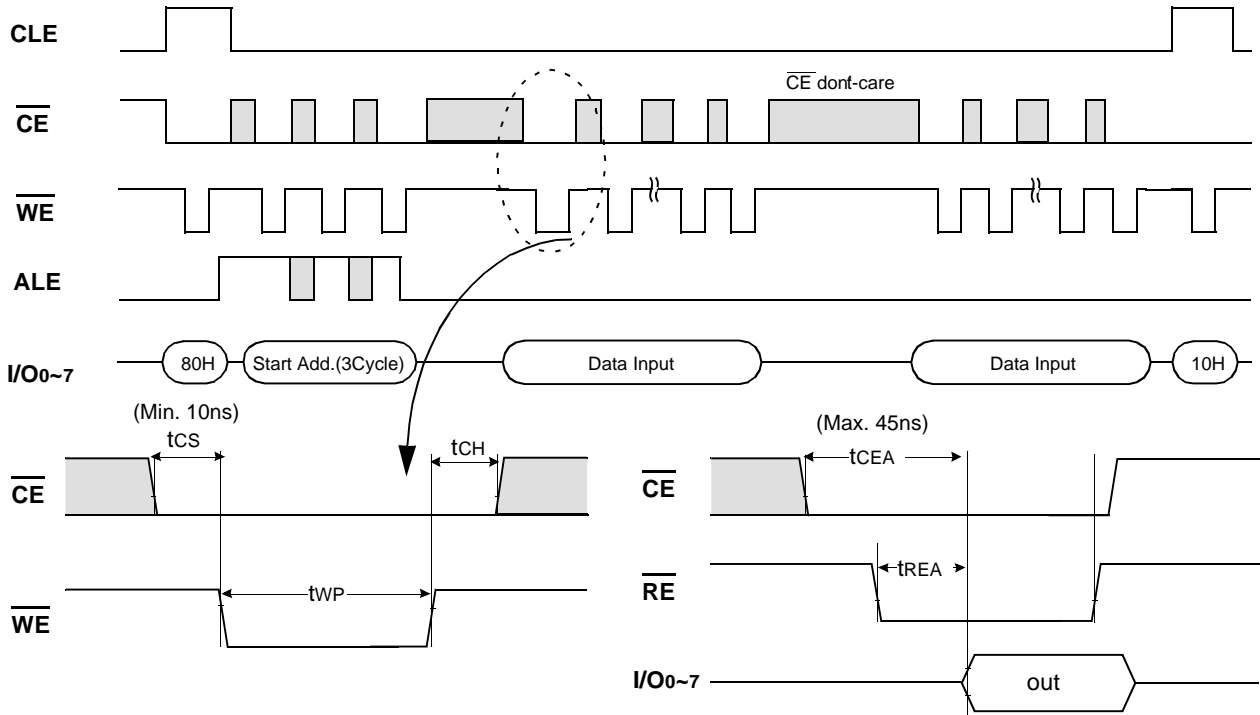 CLE
CE
CE dont-care
WE
ALE
I/O0~7
80H
Start Add.(3Cycle)
Data Input
Data Input
10H
(Min. 10ns)
tCS
tCH
CE
tWP
WE
(Max. 45ns)
tCEA
CE
tREA
RE
I/O0~7
out